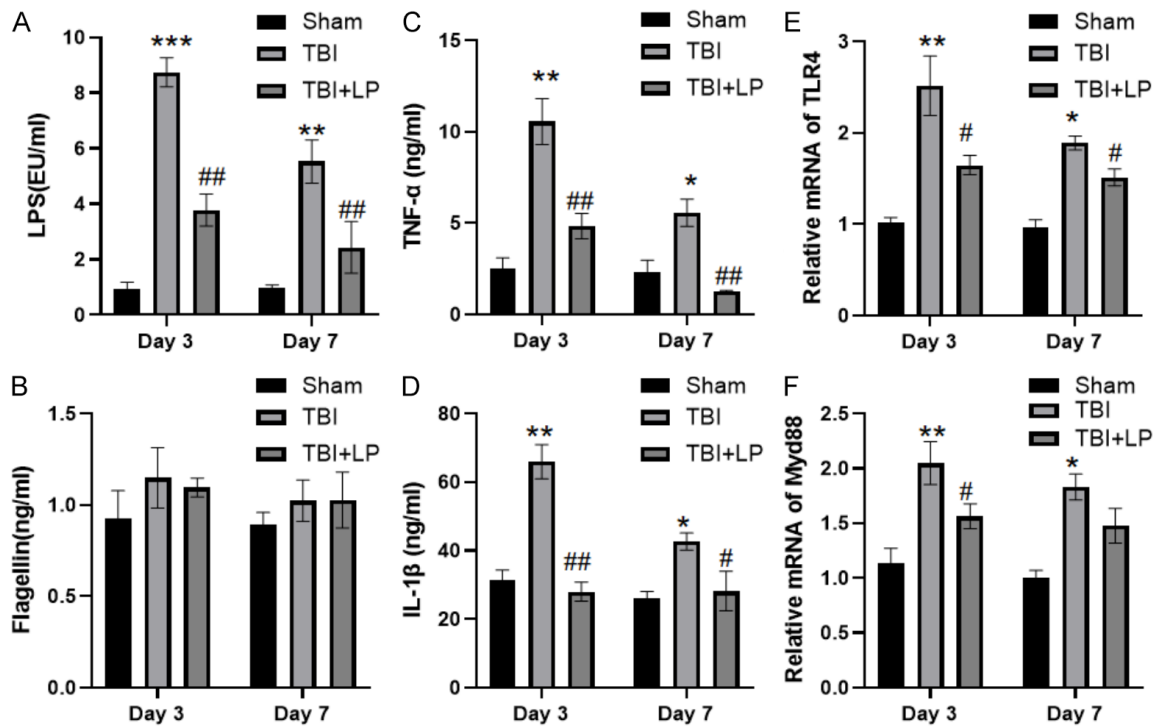 A
Sham
TBI
TBI+LP
LPS(EU/ml)
10
8
6
4
2
0
***
##
**
##
Day 3
Day 7
B
Sham
TBI
TBI+LP
Flagellin(ng/ml)
1.5
1.0
0.5
0.0
Day 3
Day 7
C
Sham
TBI
TBI+LP
TNF-α (ng/ml)
15
10
5
0
**
##
*
##
Day 3
Day 7
D
Sham
TBI
TBI+LP
IL-1β (ng/ml)
80
60
40
20
0
**
##
*
#
Day 3
Day 7
E
Sham
TBI
TBI+LP
Relative mRNA of TLR4
4
3
2
1
0
**
#
*
#
Day 3
Day 7
F
Sham
TBI
TBI+LP
Relative mRNA of Myd88
2.5
2.0
1.5
1.0
0.5
0.0
**
#
*
Day 3
Day 7